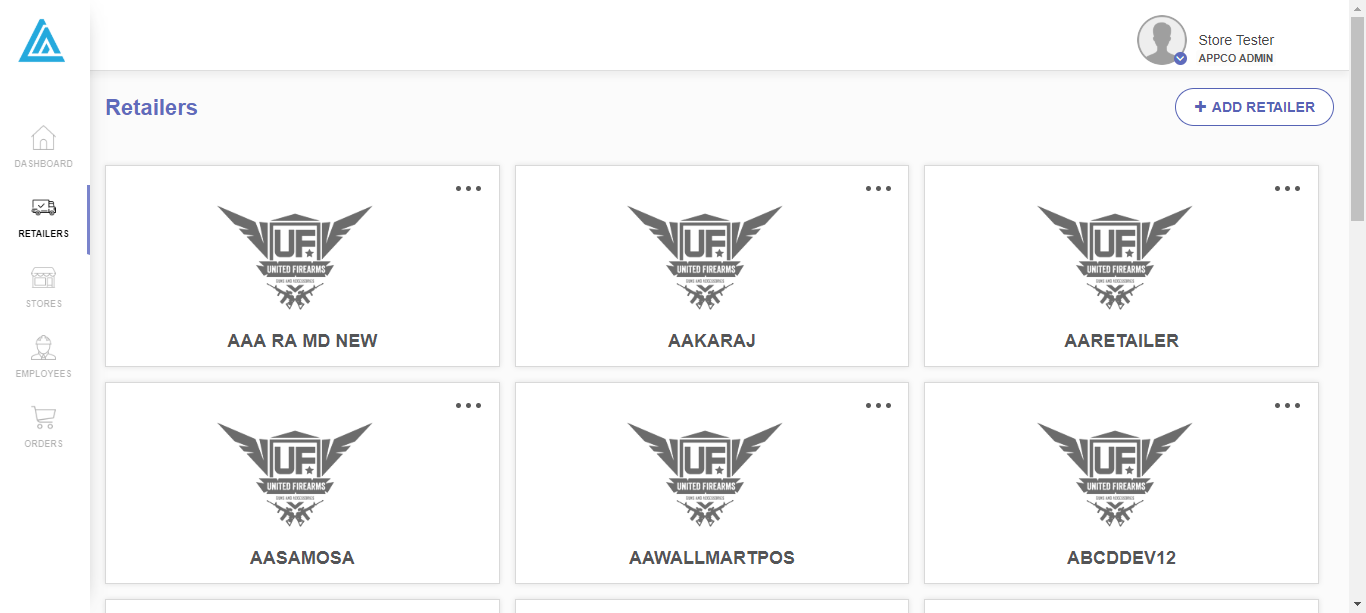 Store Tester
APPCO ADMIN
Retailers
+ ADD RETAILER
DASHBOARD
RETAILERS
STORES
EMPLOYEES
ORDERS
UF
UNITED FIREARMS
GUNS AND ACCESSORIES
AAA RA MD NEW
UF
UNITED FIREARMS
GUNS AND ACCESSORIES
AAKARAJ
UF
UNITED FIREARMS
GUNS AND ACCESSORIES
AARETAILER
UF
UNITED FIREARMS
GUNS AND ACCESSORIES
AASAMOSA
UF
UNITED FIREARMS
GUNS AND ACCESSORIES
AAWALLMARTPOS
UF
UNITED FIREARMS
GUNS AND ACCESSORIES
ABCDDEV12